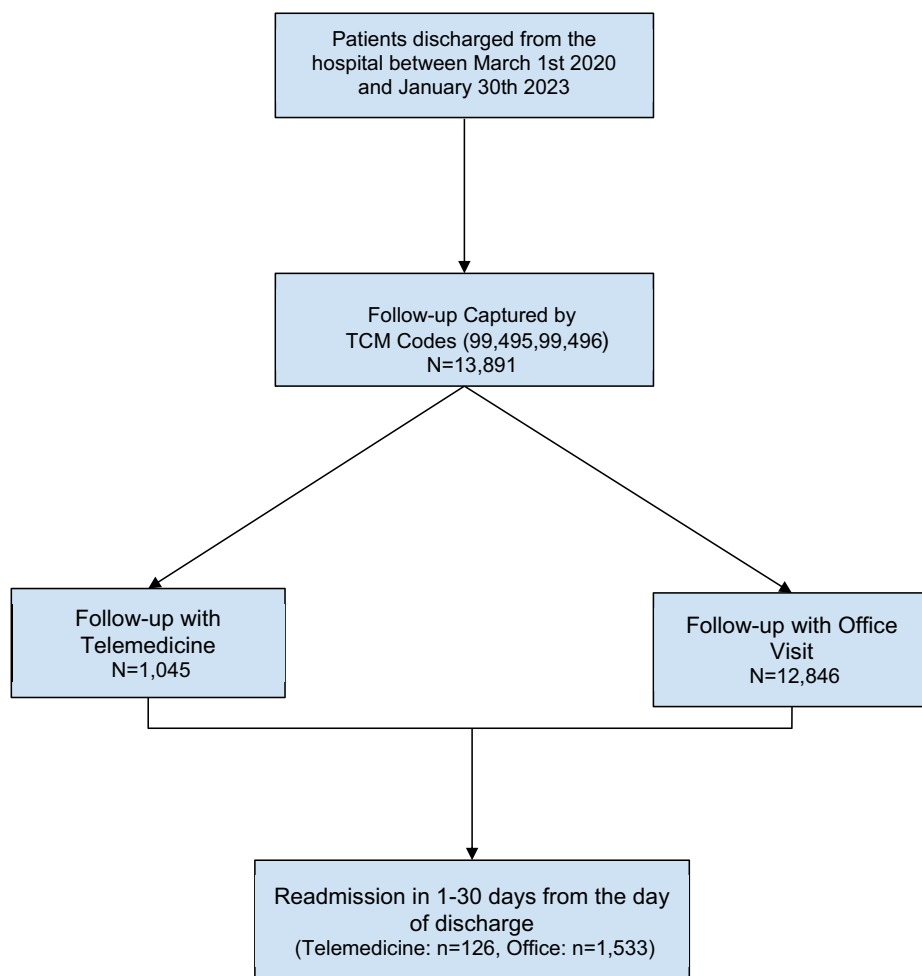 Patients discharged from the
hospital between March 1st 2020
and January 30th 2023
Follow-up Captured by
TCM Codes (99,495,99,496)
N=13,891
Follow-up with
Telemedicine
N=1,045
Follow-up with Office
Visit
N=12,846
Readmission in 1-30 days from the day
of discharge
(Telemedicine: n=126, Office: n=1,533)